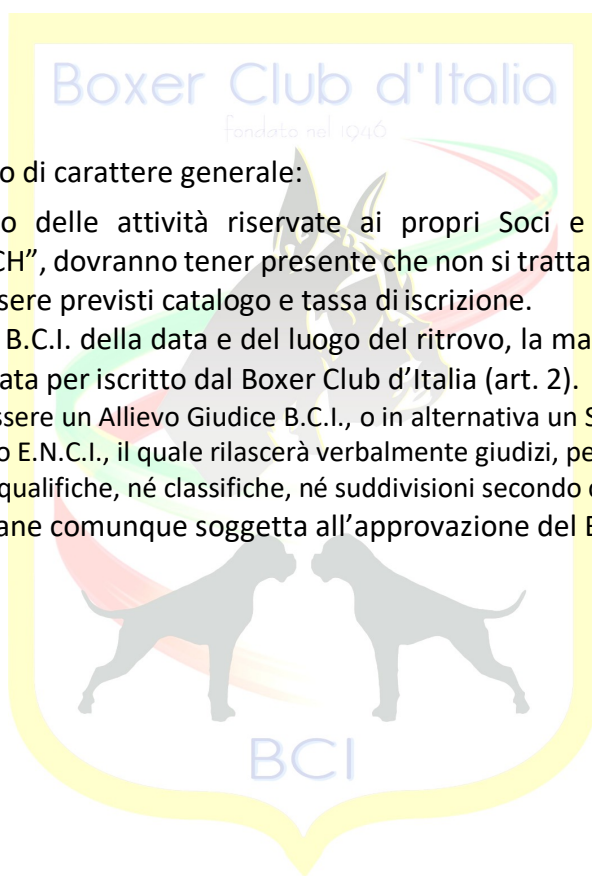 Boxer Club d'Italia
fondato nel 1946
o di carattere generale:
o delle attività riservate ai propri Soci e
CH”, dovranno tener presente che non si tratta
sere previsti catalogo e tassa di iscrizione.
B.C.I. della data e del luogo del ritrovo, la ma
ata per iscritto dal Boxer Club d’Italia (art. 2).
ssere un Allievo Giudice B.C.I., o in alternativa un S
o E.N.C.I., il quale rilascerà verbalmente giudizi, pe
qualifiche, né classifiche, né suddivisioni secondo
ane comunque soggetta all’approvazione del
BCI